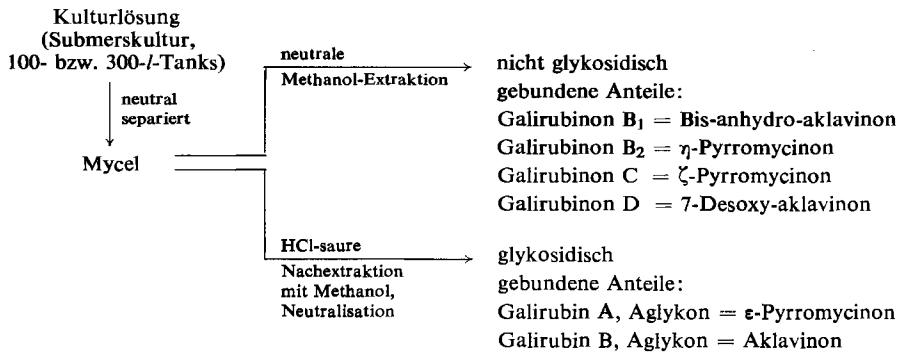 Kulturlösung
(Submerskultur,
100- bzw. 300-l-Tanks)
neutral
separiert
Mycel
neutrale
Methanol-Extraktion
nicht glykosidisch
gebundene Anteile:
Galirubinon B₁ = Bis-anhydro-aklavinon
Galirubinon B₂ = η-Pyrromycinon
Galirubinon C = ζ-Pyrromycinon
Galirubinon D = 7-Desoxy-aklavinon
HCl-saure
Nachextraktion
mit Methanol,
Neutralisation
glykosidisch
gebundene Anteile:
Galirubin A, Aglykon = ε-Pyrromycinon
Galirubin B, Aglykon = Aklavinon